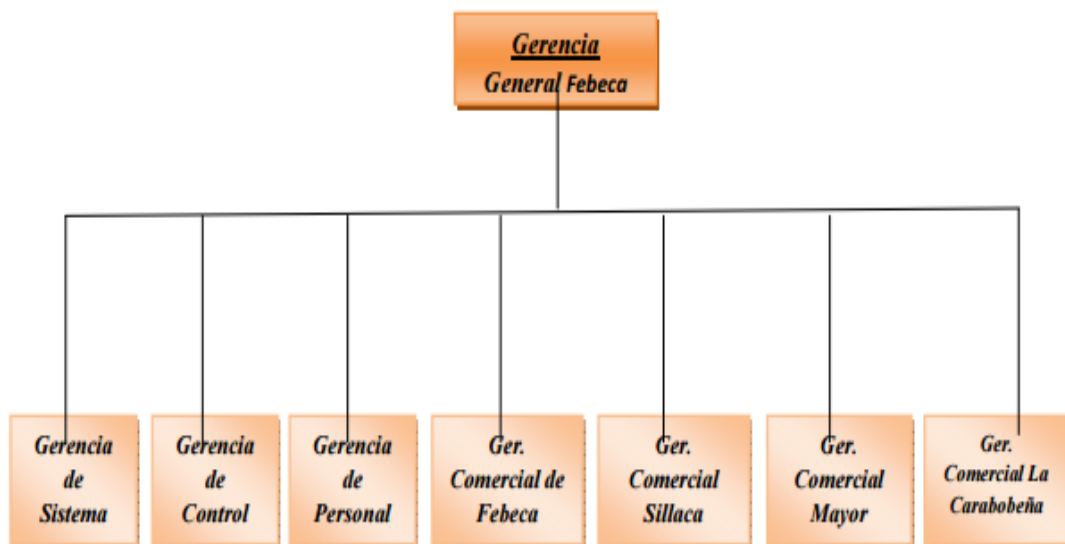 Gerencia
General Febeca
Gerencia
de
Sistema
Gerencia
de
Control
Gerencia
de
Personal
Ger.
Comercial de
Febeca
Ger.
Comercial
Sillaca
Ger.
Comercial
Mayor
Ger.
Comercial La
Carabobeña